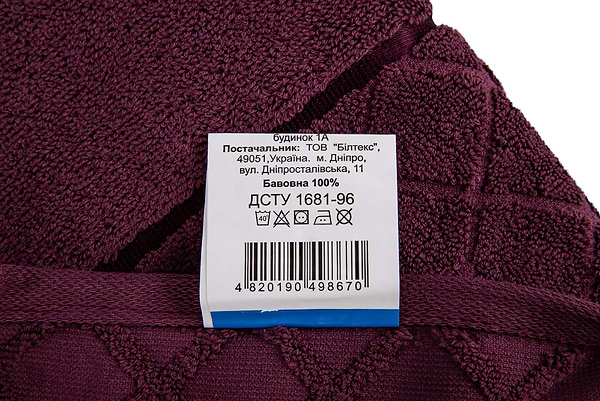 будинок 1А
Постачальник: ТОВ "Білтекс",
49051,Україна. м. Дніпро,
вул. Дніпросталівська, 11
Бавовна 100%
ДСТУ 1681-96
40
4 820190 498670